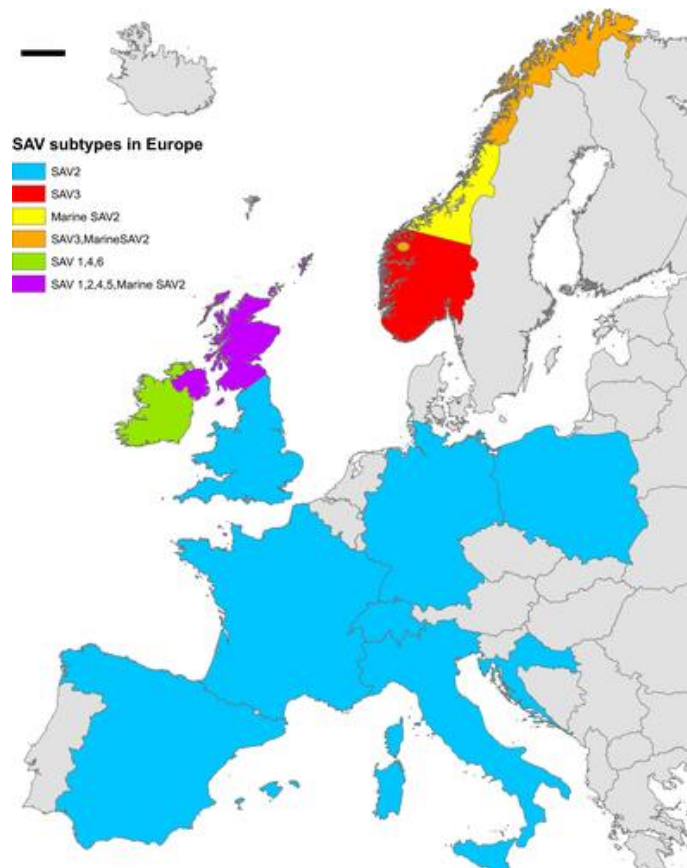 SAV subtypes in Europe
SAV2
SAV3
Marine SAV2
SAV3,MarineSAV2
SAV 1,4,6
SAV 1,2,4,5,Marine SAV2